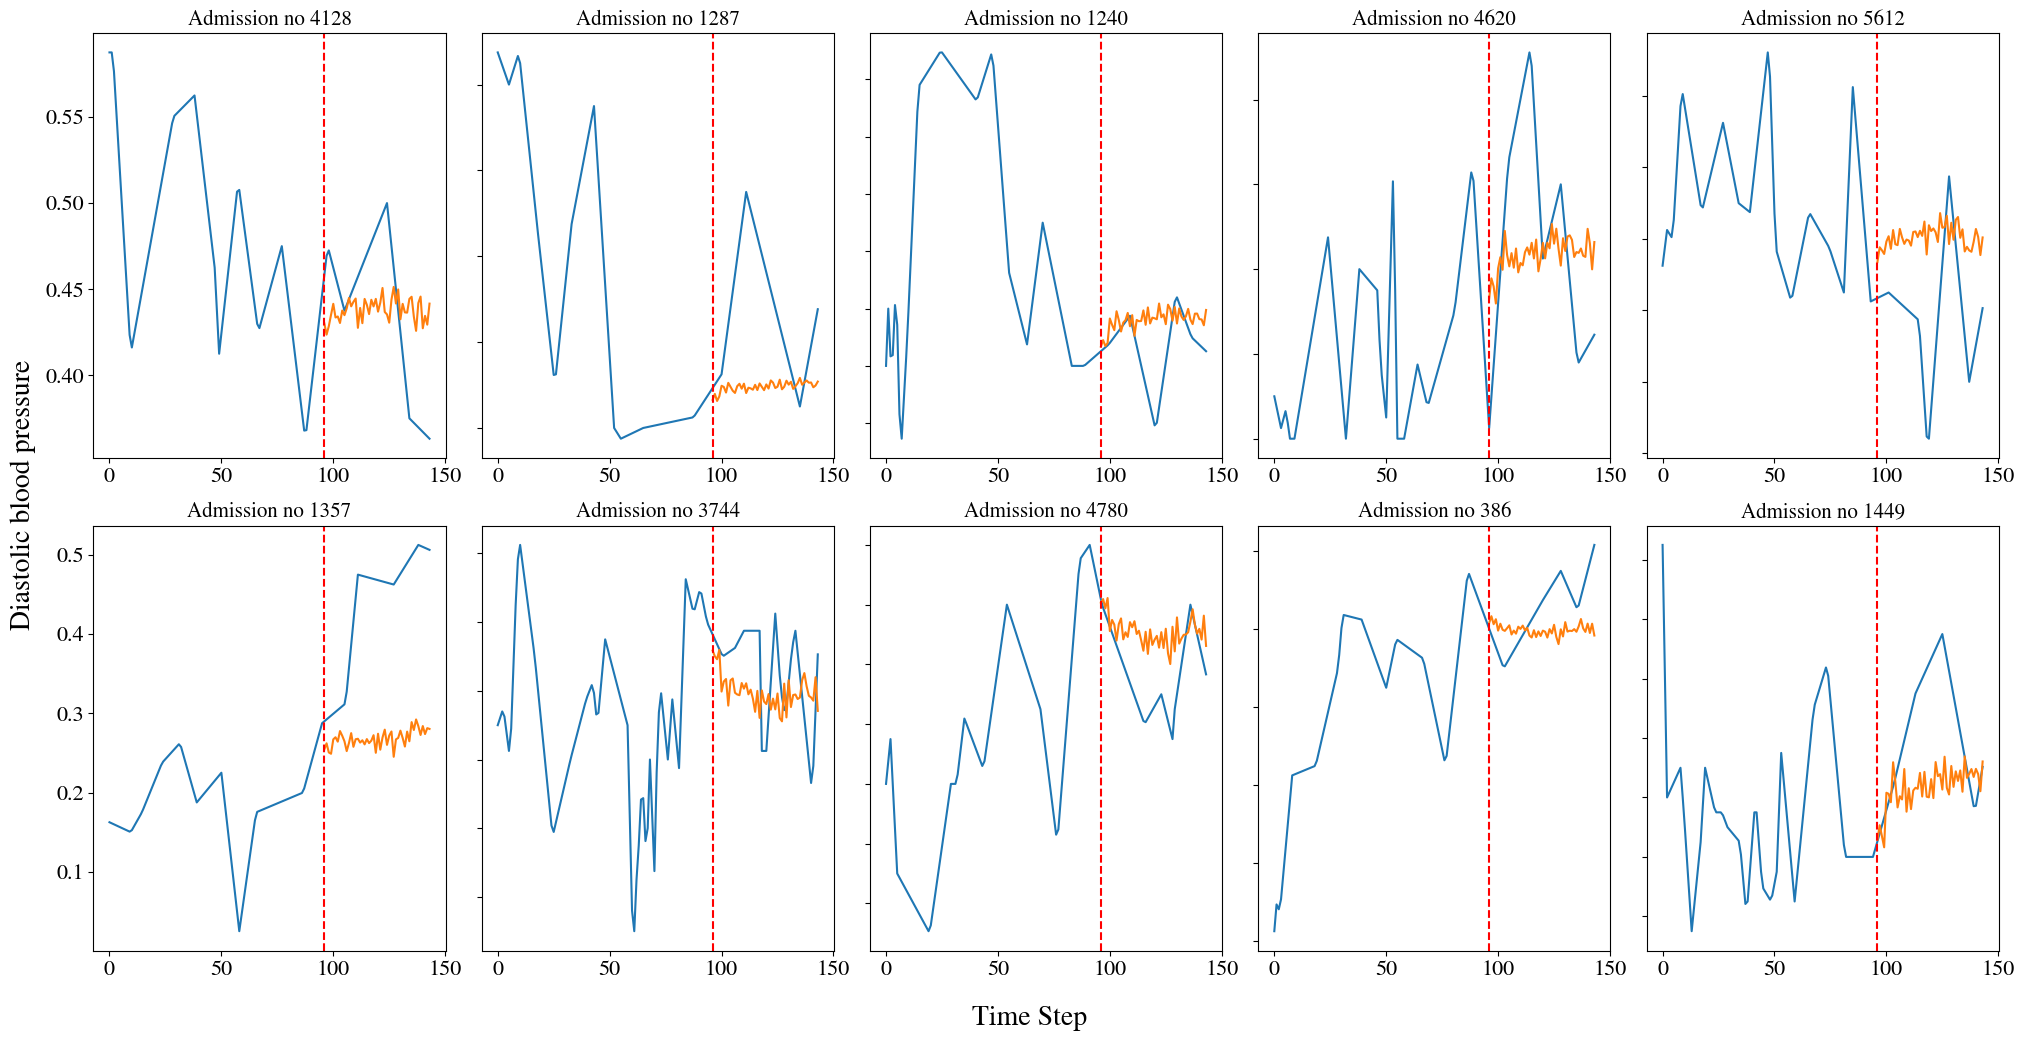 Admission no 4128
Admission no 1287
Admission no 1240
Admission no 4620
Admission no 5612
0.55
0.50
0.45
0.40
0 50 100 150
0 50 100 150
0 50 100 150
0 50 100 150
0 50 100 150
Diastolic blood pressure
Admission no 1357
Admission no 3744
Admission no 4780
Admission no 386
Admission no 1449
0.5
0.4
0.3
0.2
0.1
0 50 100 150
0 50 100 150
0 50 100 150
0 50 100 150
0 50 100 150
Time Step